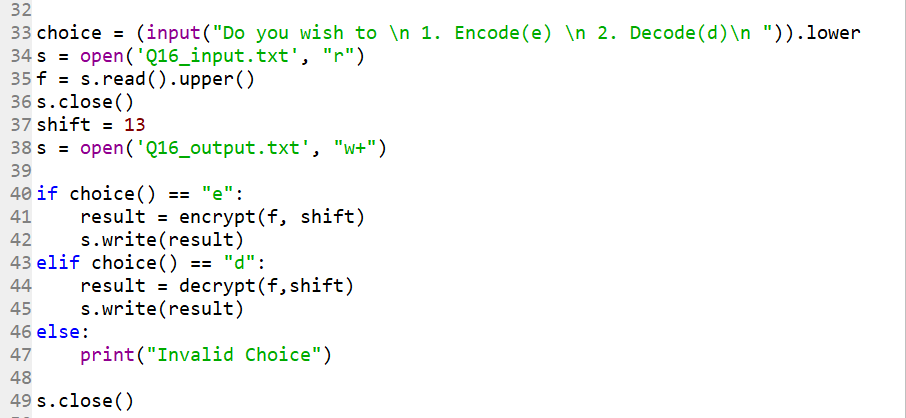 32
33 choice = (input("Do you wish to \n 1. Encode(e) \n 2. Decode(d)\n ")).lower
34 s = open('Q16_input.txt', "r")
35 f = s.read().upper()
36 s.close()
37 shift = 13
38 s = open('Q16_output.txt', "w+")
39
40 if choice() == "e":
41     result = encrypt(f, shift)
42     s.write(result)
43 elif choice() == "d":
44     result = decrypt(f,shift)
45     s.write(result)
46 else:
47     print("Invalid Choice")
48
49 s.close()